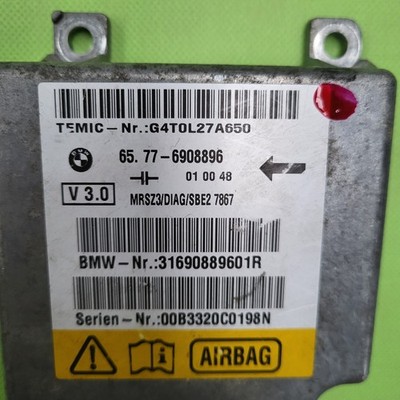 TEMIC-Nr.:G4T0L27A650
BMW
65.77-6908896
01 00 48
V 3.0
MRSZ3/DIAG/SBE2 7867
BMW-Nr.:31690889601R
Serien-Nr.:00B3320C0198N
AIRBAG